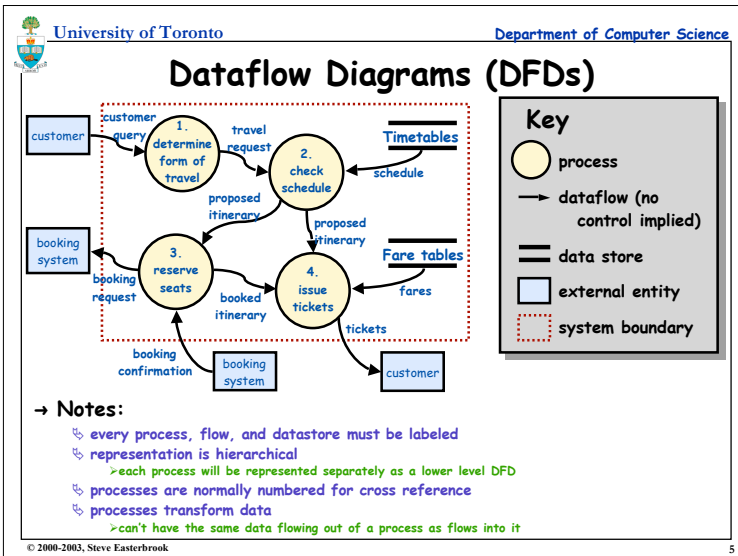 University of Toronto
Department of Computer Science
Dataflow Diagrams (DFDs)
customer
customer
query
1.
determine
form of
travel
travel
request
2.
check
schedule
Timetables
schedule
proposed
itinerary
proposed
itinerary
booking
system
booking
request
3.
reserve
seats
booked
itinerary
4.
issue
tickets
Fare tables
fares
tickets
booking
confirmation
booking
system
customer
Key
process
dataflow (no
control implied)
data store
external entity
system boundary
→ Notes:
every process, flow, and datastore must be labeled
representation is hierarchical
each process will be represented separately as a lower level DFD
processes are normally numbered for cross reference
processes transform data
can't have the same data flowing out of a process as flows into it
© 2000-2003, Steve Easterbrook
5